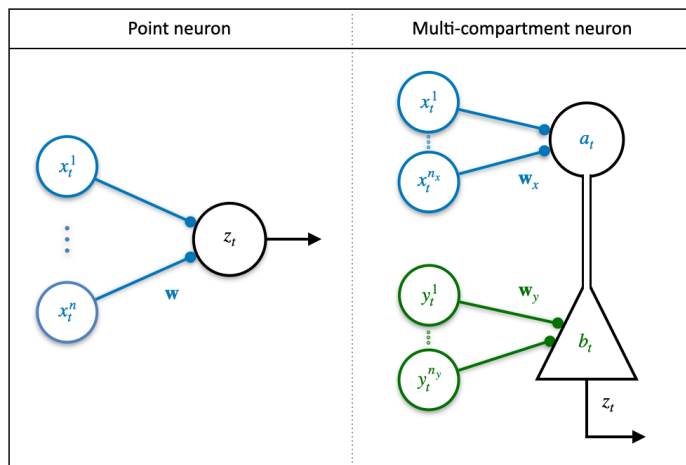 Point neuron
x_t^1
⋮
x_t^n
w
z_t
Multi-compartment neuron
x_t^1
x_t^{n_x}
w_x
a_t
y_t^1
y_t^{n_y}
w_y
b_t
z_t